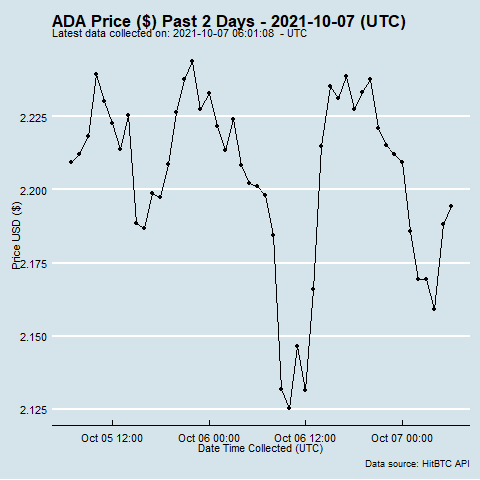 ADA Price ($) Past 2 Days - 2021-10-07 (UTC)
Latest data collected on: 2021-10-07 06:01:08 - UTC
Price USD ($)
2.225
2.200
2.175
2.150
2.125
Oct 05 12:00 Oct 06 00:00 Oct 06 12:00 Oct 07 00:00
Date Time Collected (UTC)
Data source: HitBTC API